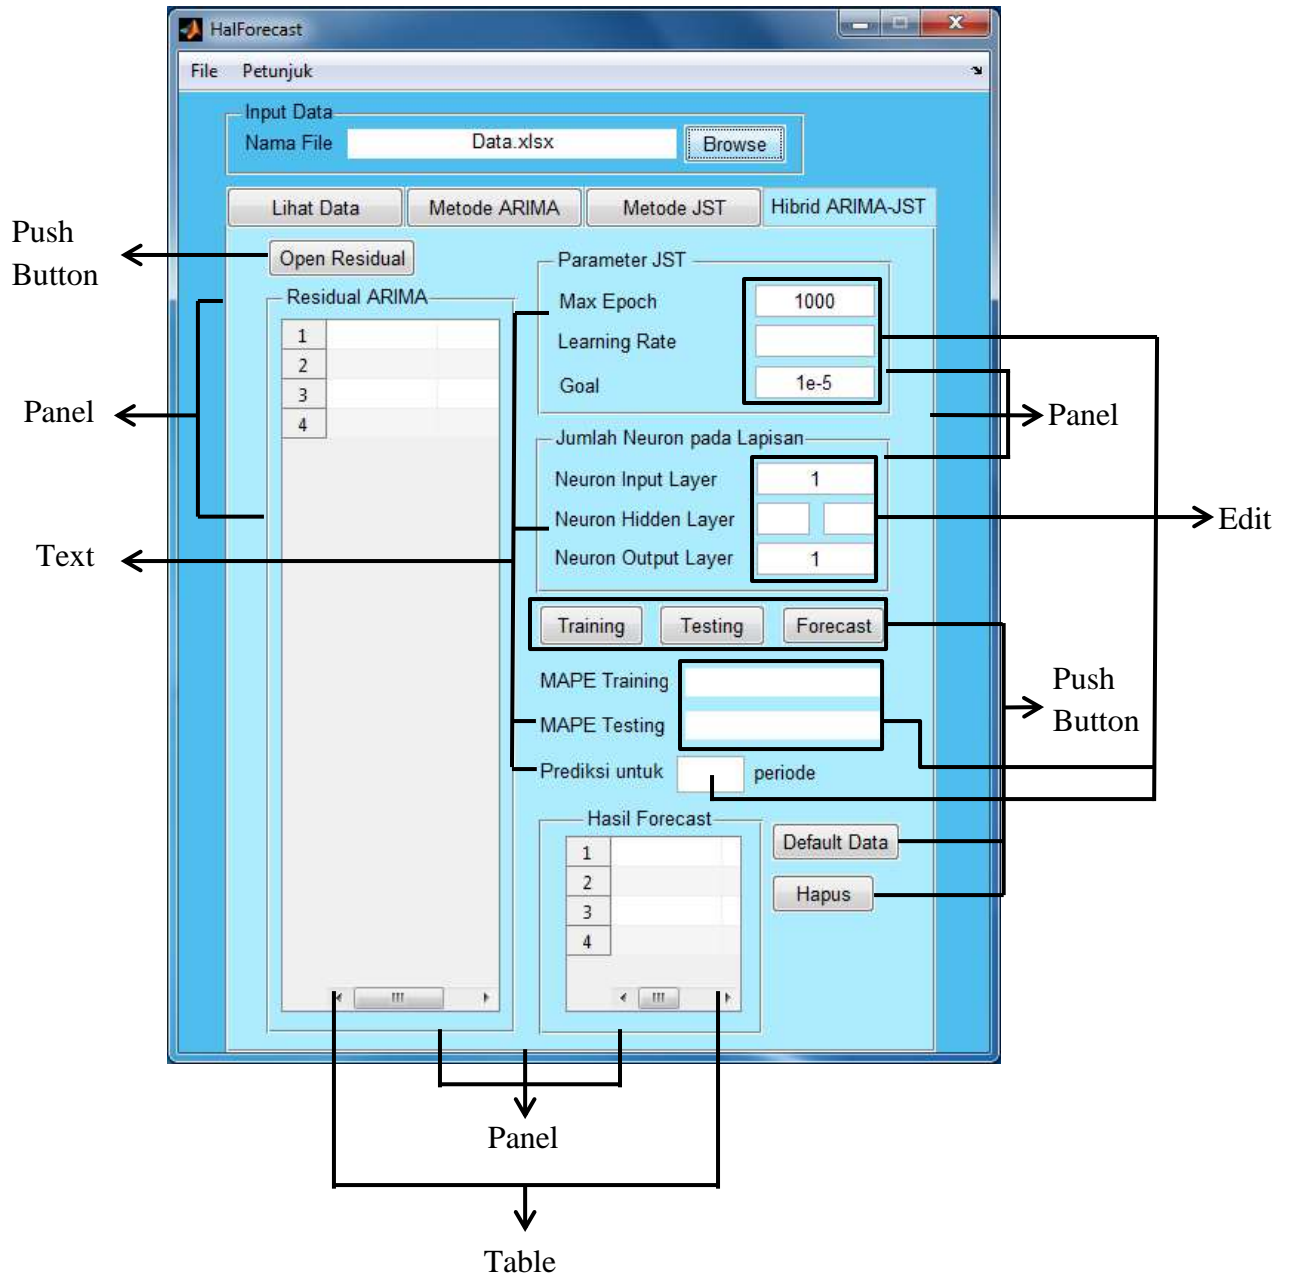 HalForecast
File Petunjuk
Input Data
Nama File Data.xlsx Browse
Lihat Data Metode ARIMA Metode JST Hibrid ARIMA-JST
Push
Button
Open Residual
Parameter JST
Residual ARIMA
Max Epoch 1000
1
Learning Rate
2
Goal 1e-5
3
4
Panel
Panel
Jumlah Neuron pada Lapisan
Neuron Input Layer 1
Neuron Hidden Layer
Edit
Text
Neuron Output Layer 1
Training Testing Forecast
MAPE Training
Push
Button
MAPE Testing
Prediksi untuk periode
Hasil Forecast
1
2
3
4
Default Data
Hapus
Panel
Table